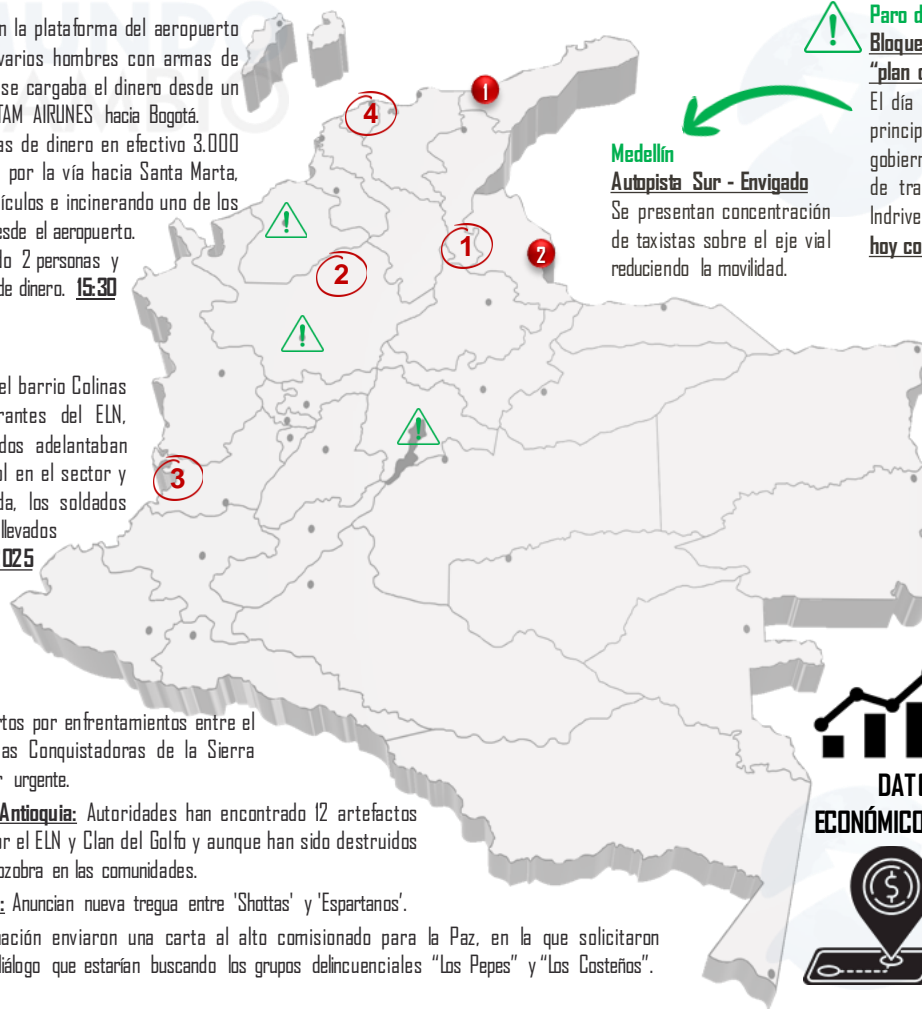 n la plataforma del aeropuerto
varios hombres con armas de
se cargaba el dinero desde un
TAM AIRLINES hacia Bogotá.
as de dinero en efectivo 3.000
por la vía hacia Santa Marta,
ículos e incinerando uno de los
esde el aeropuerto.
lo 2 personas y
de dinero. 15:30
el barrio Colinas
rantes del ELN,
dos adelantaban
ol en el sector y
da, los soldados
llevados
025
rtos por enfrentamientos entre el
as Conquistadoras de la Sierra
r urgente.
Antioquia: Autoridades han encontrado 12 artefactos
or el ELN y Clan del Golfo y aunque han sido destruidos
ozobra en las comunidades.
: Anuncian nueva tregua entre 'Shottas' y 'Espartanos'.
nación enviaron una carta al alto comisionado para la Paz, en la que solicitaron
diálogo que estarían buscando los grupos delincuenciales "Los Pepes" y "Los Costeños".
1
4
1
2
2
3
Medellín
Autopista Sur - Envigado
Se presentan concentración
de taxistas sobre el eje vial
reduciendo la movilidad.
Paro d
Bloque
"plan
El día
princip
gobiern
de tra
Indrive
hoy co
DAT
ECONÓMICO